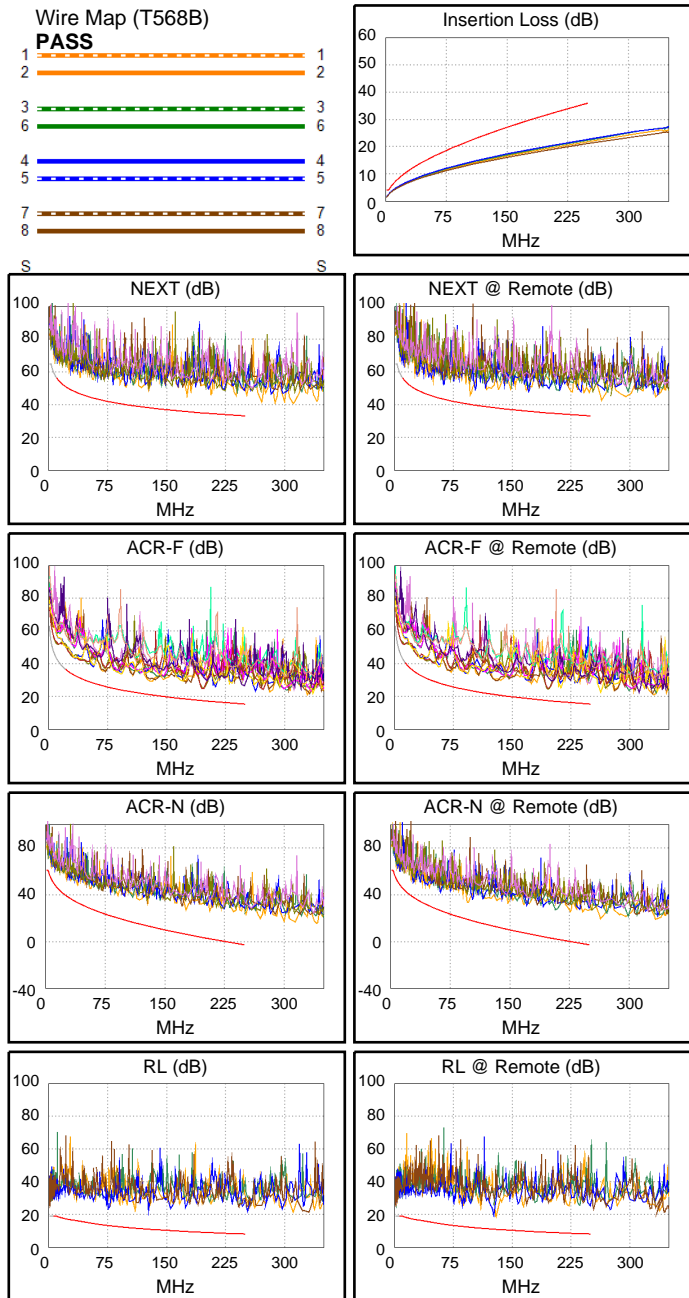 Wire Map (T568B)
PASS
1 1
2 2
3 3
6 6
4 4
5 5
7 7
8 8
S S
Insertion Loss (dB)
60
50
40
30
20
10
0
0 75 150 225 300
MHz
NEXT (dB)
100
80
60
40
20
0
0 75 150 225 300
MHz
NEXT @ Remote (dB)
100
80
60
40
20
0
0 75 150 225 300
MHz
ACR-F (dB)
100
80
60
40
20
0
0 75 150 225 300
MHz
ACR-F @ Remote (dB)
100
80
60
40
20
0
0 75 150 225 300
MHz
ACR-N (dB)
80
40
0
-40
0 75 150 225 300
MHz
ACR-N @ Remote (dB)
80
40
0
-40
0 75 150 225 300
MHz
RL (dB)
100
80
60
40
20
0
0 75 150 225 300
MHz
RL @ Remote (dB)
100
80
60
40
20
0
0 75 150 225 300
MHz